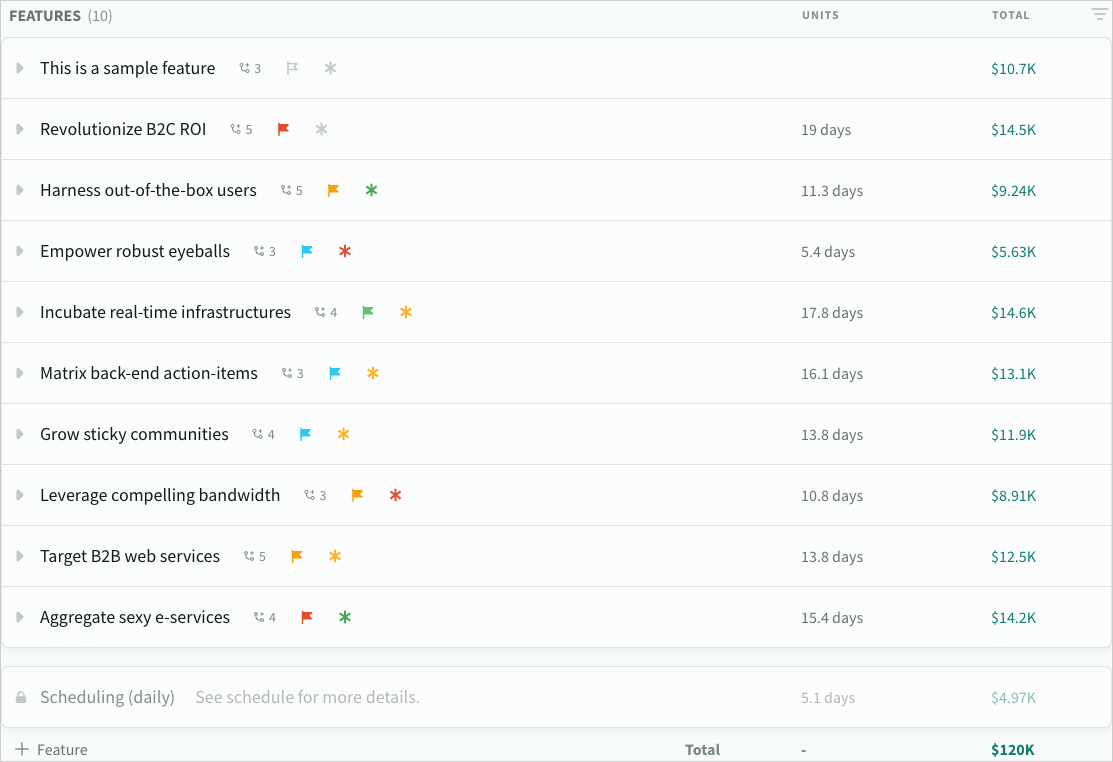 FEATURES (10) UNITS TOTAL
This is a sample feature 3 $10.7K
Revolutionize B2C ROI 5 19 days $14.5K
Harness out-of-the-box users 5 11.3 days $9.24K
Empower robust eyeballs 3 5.4 days $5.63K
Incubate real-time infrastructures 4 17.8 days $14.6K
Matrix back-end action-items 3 16.1 days $13.1K
Grow sticky communities 4 13.8 days $11.9K
Leverage compelling bandwidth 3 10.8 days $8.91K
Target B2B web services 5 13.8 days $12.5K
Aggregate sexy e-services 4 15.4 days $14.2K
Scheduling (daily) See schedule for more details. 5.1 days $4.97K
+ Feature Total - $120K